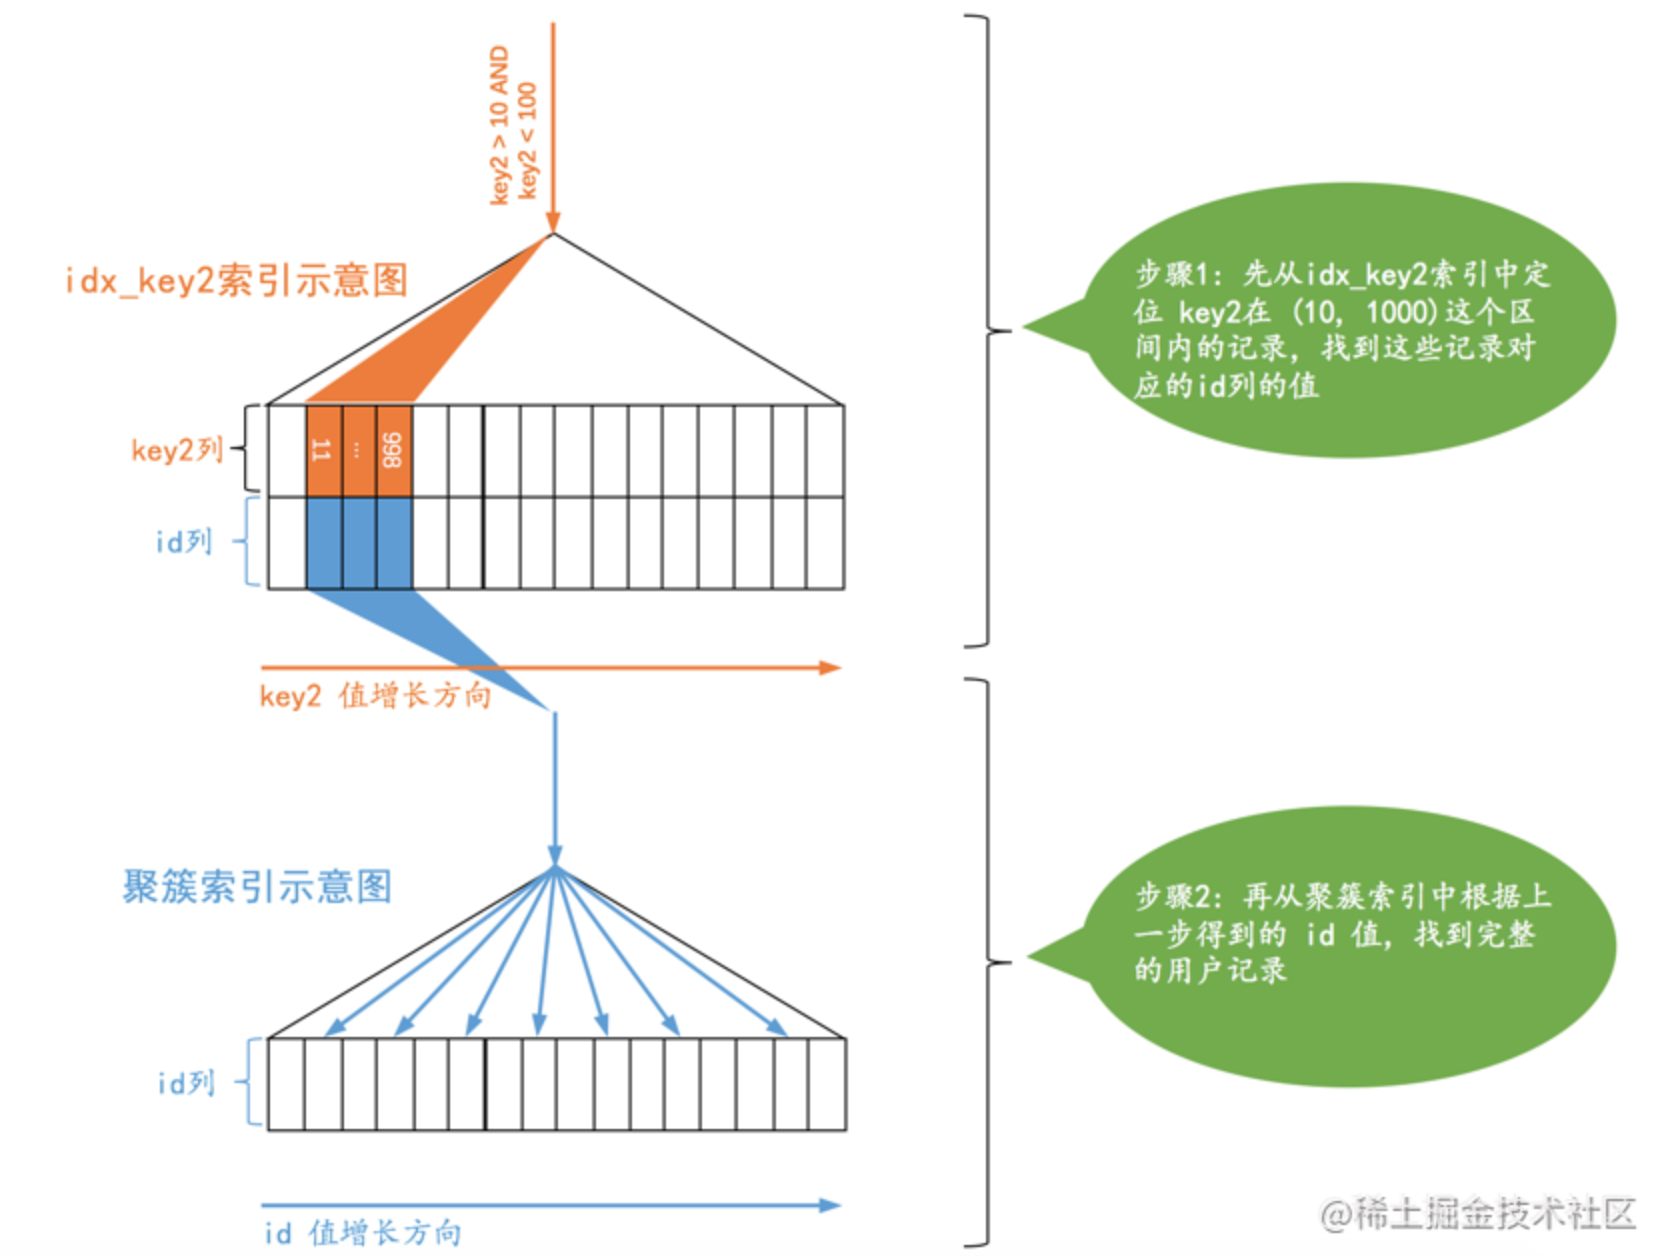 key2 > 10 AND
key2 < 100
idx_key2索引示意图
步骤1：先从idx_key2索引中定
位 key2在 (10, 1000)这个区
间内的记录，找到这些记录对
应的id列的值
key2列
11
...
998
id列
key2 值增长方向
聚簇索引示意图
步骤2：再从聚簇索引中根据上
一步得到的 id 值，找到完整
的用户记录
id列
id 值增长方向
@稀土掘金技术社区